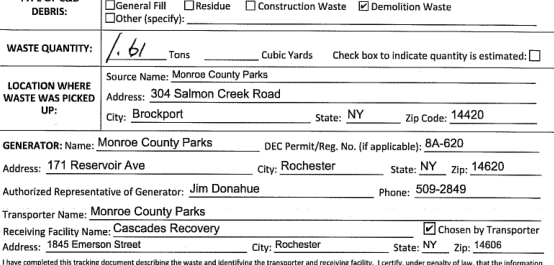 DEBRIS: ☐General Fill ☐Residue ☐Construction Waste ☑Demolition Waste
☐Other (specify):
WASTE QUANTITY: 1.61 Tons Cubic Yards Check box to indicate quantity is estimated: ☐
LOCATION WHERE WASTE WAS PICKED UP:
Source Name: Monroe County Parks
Address: 304 Salmon Creek Road
City: Brockport State: NY Zip Code: 14420
GENERATOR: Name: Monroe County Parks DEC Permit/Reg. No. (if applicable): 8A-620
Address: 171 Reservoir Ave City: Rochester State: NY Zip: 14620
Authorized Representative of Generator: Jim Donahue Phone: 509-2849
Transporter Name: Monroe County Parks
Receiving Facility Name: Cascades Recovery ☑ Chosen by Transporter
Address: 1845 Emerson Street City: Rochester State: NY Zip: 14606
I have completed this tracking document describing the waste and identifying the transporter and receiving facility. I certify, under penalty of law, that the information